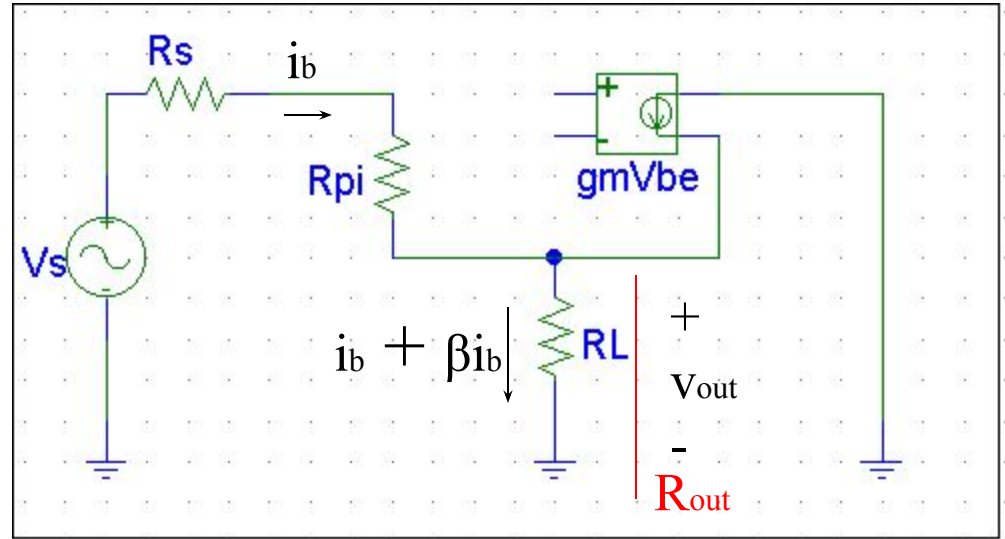 Rs
ib
+
-
Rpi
gmVbe
+
-
Vs
ib + βib
RL
+
vout
-
Rout